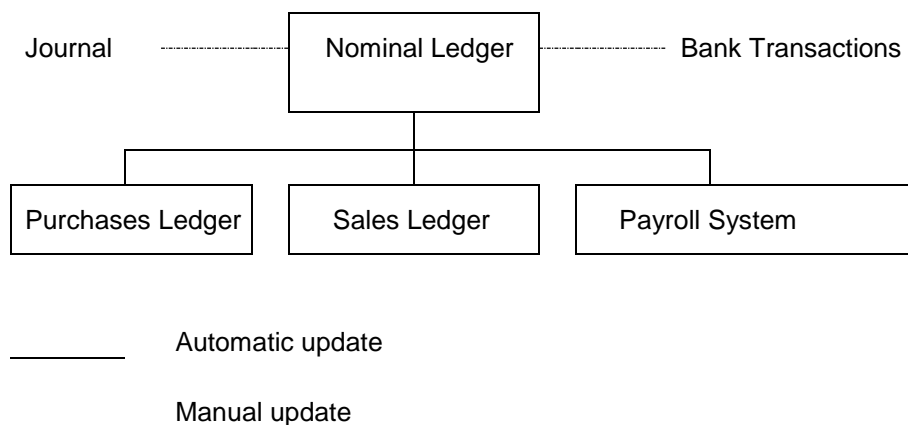 Journal
Nominal Ledger
Bank Transactions
Purchases Ledger
Sales Ledger
Payroll System
Automatic update
Manual update